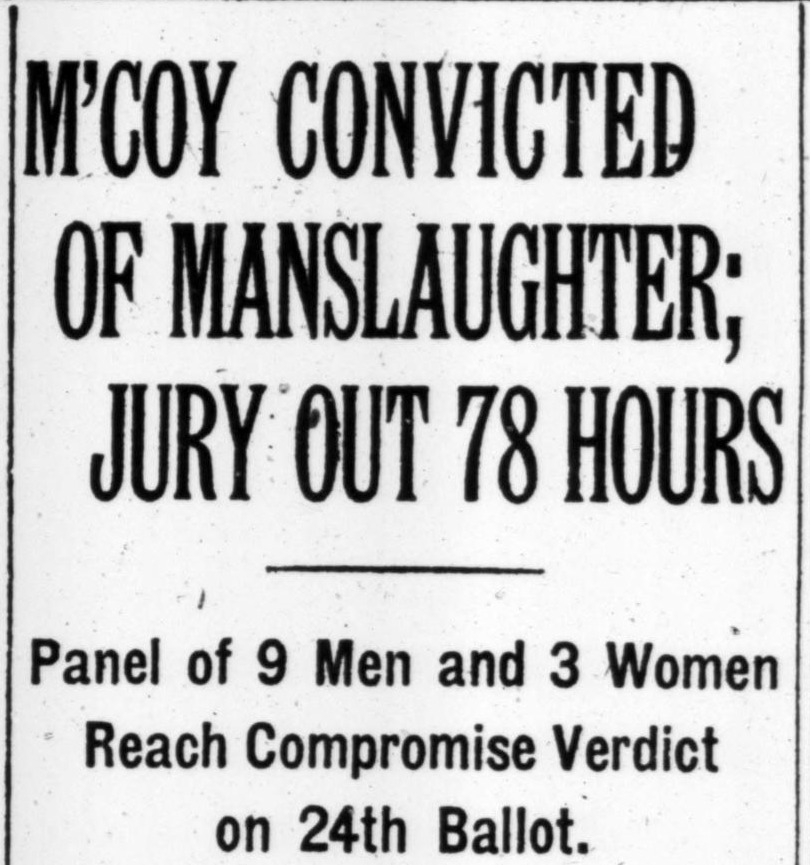 M'COY CONVICTED
OF MANSLAUGHTER;
JURY OUT 78 HOURS
Panel of 9 Men and 3 Women
Reach Compromise Verdict
on 24th Ballot.